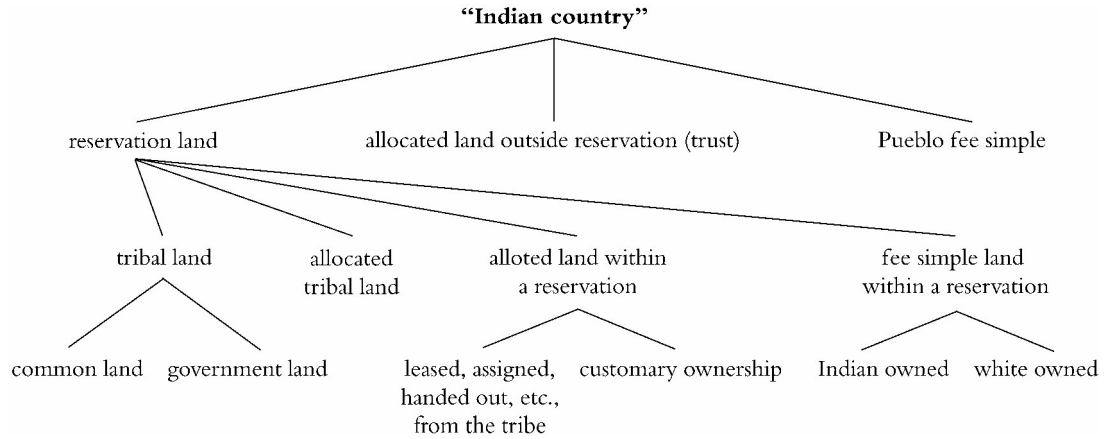 “Indian country”
reservation land
allocated land outside reservation (trust)
Pueblo fee simple
tribal land
allocated
tribal land
alloted land within
a reservation
fee simple land
within a reservation
common land
government land
leased, assigned,
handed out, etc.,
from the tribe
customary ownership
Indian owned
white owned